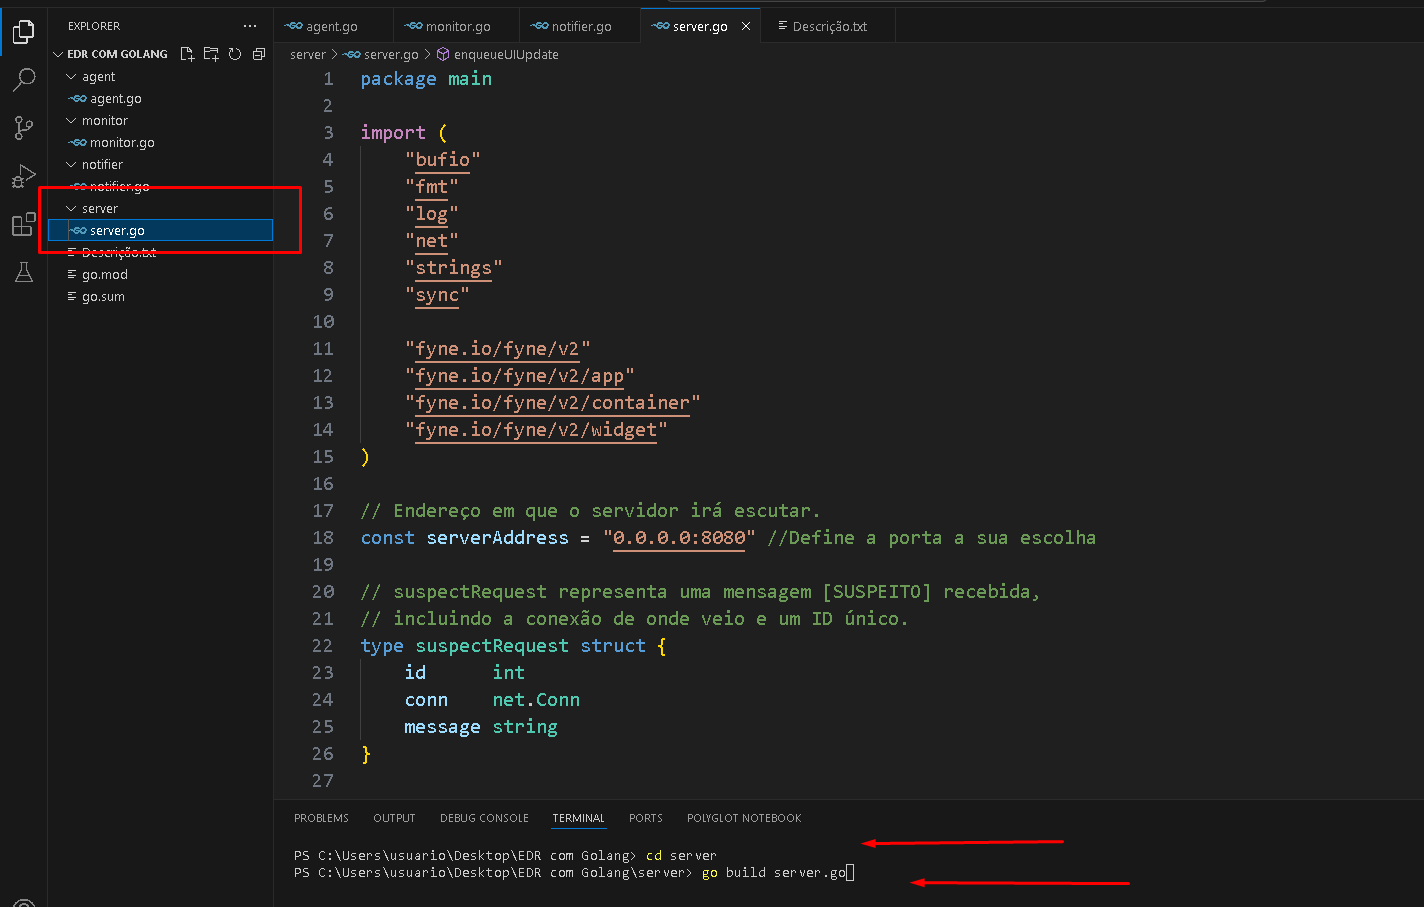 EXPLORER
EDR COM GOLANG
agent
agent.go
monitor
monitor.go
notifier
notifier.go
server
server.go
Descrição.txt
go.mod
go.sum
agent.go
monitor.go
notifier.go
server.go
Descrição.txt
server > server.go > enqueueUIUpdate
1 package main
2
3 import (
4 "bufio"
5 "fmt"
6 "log"
7 "net"
8 "strings"
9 "sync"
10
11 "fyne.io/fyne/v2"
12 "fyne.io/fyne/v2/app"
13 "fyne.io/fyne/v2/container"
14 "fyne.io/fyne/v2/widget"
15 )
16
17 // Endereço em que o servidor irá escutar.
18 const serverAddress = "0.0.0.0:8080" //Define a porta a sua escolha
19
20 // suspectRequest representa uma mensagem [SUSPEITO] recebida,
21 // incluindo a conexão de onde veio e um ID único.
22 type suspectRequest struct {
23 id int
24 conn net.Conn
25 message string
26 }
27
PROBLEMS OUTPUT DEBUG CONSOLE TERMINAL PORTS POLYGLOT NOTEBOOK
PS C:\Users\usuario\Desktop\EDR com Golang> cd server
PS C:\Users\usuario\Desktop\EDR com Golang\server> go build server.go